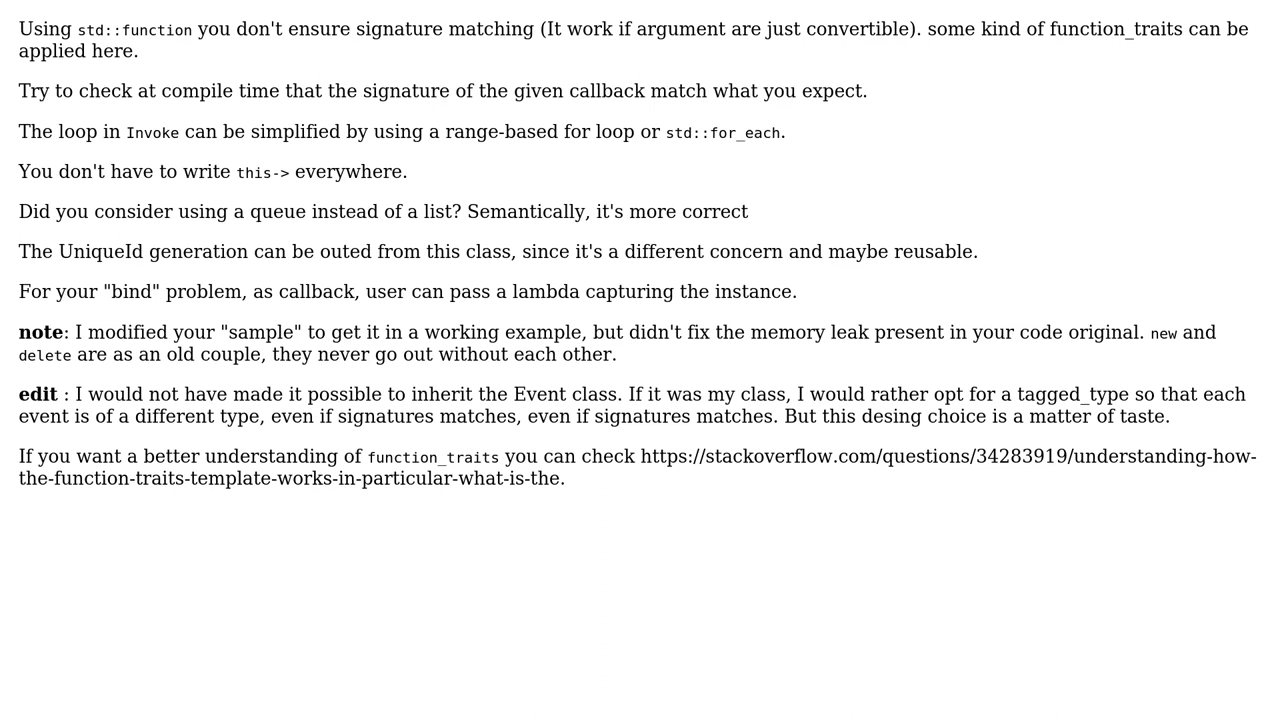 Using std::function you don't ensure signature matching (It work if argument are just convertible). some kind of function_traits can be
applied here.
Try to check at compile time that the signature of the given callback match what you expect.
The loop in Invoke can be simplified by using a range-based for loop or std::for_each.
You don't have to write this-> everywhere.
Did you consider using a queue instead of a list? Semantically, it's more correct
The UniqueId generation can be outed from this class, since it's a different concern and maybe reusable.
For your "bind" problem, as callback, user can pass a lambda capturing the instance.
note: I modified your "sample" to get it in a working example, but didn't fix the memory leak present in your code original. new and
delete are as an old couple, they never go out without each other.
edit : I would not have made it possible to inherit the Event class. If it was my class, I would rather opt for a tagged_type so that each
event is of a different type, even if signatures matches, even if signatures matches. But this desing choice is a matter of taste.
If you want a better understanding of function_traits you can check https://stackoverflow.com/questions/34283919/understanding-how-
the-function-traits-template-works-in-particular-what-is-the.